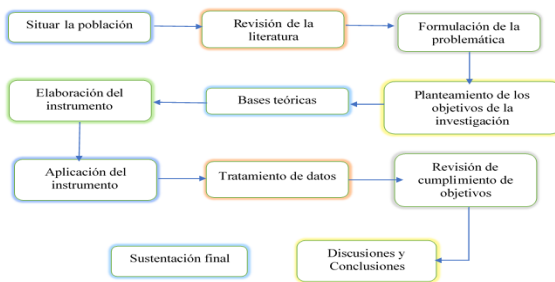 Situar la población
Revisión de la
literatura
Formulación de la
problemática
Elaboración del
instrumento
Bases teóricas
Planteamiento de los
objetivos de la
investigación
Aplicación del
instrumento
Tratamiento de datos
Revisión de
cumplimiento de
objetivos
Sustentación final
Discusiones y
Conclusiones